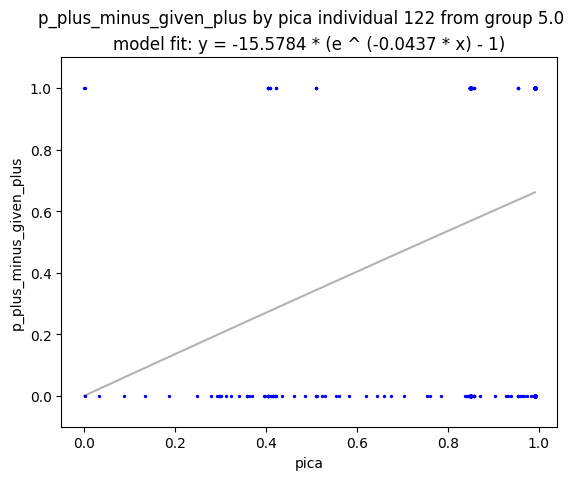 p_plus_minus_given_plus by pica individual 122 from group 5.0
model fit: y = -15.5784 * (e ^ (-0.0437 * x) - 1)
1.0
0.8
0.6
0.4
0.2
0.0
p_plus_minus_given_plus
0.0 0.2 0.4 0.6 0.8 1.0
pica